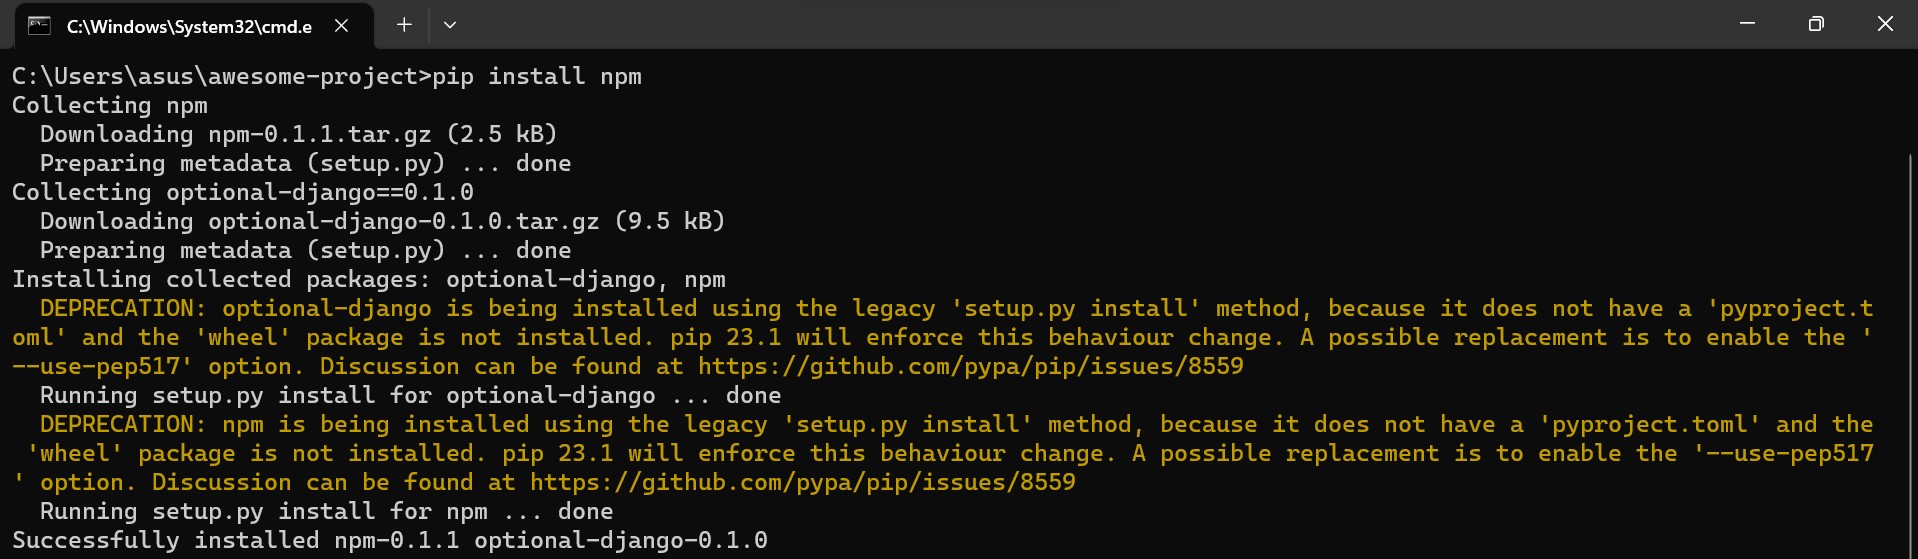 C:\Windows\System32\cmd.e
C:\Users\asus\awesome-project>pip install npm
Collecting npm
  Downloading npm-0.1.1.tar.gz (2.5 kB)
  Preparing metadata (setup.py) ... done
Collecting optional-django==0.1.0
  Downloading optional-django-0.1.0.tar.gz (9.5 kB)
  Preparing metadata (setup.py) ... done
Installing collected packages: optional-django, npm
  DEPRECATION: optional-django is being installed using the legacy 'setup.py install' method, because it does not have a 'pyproject.t
oml' and the 'wheel' package is not installed. pip 23.1 will enforce this behaviour change. A possible replacement is to enable the '
--use-pep517' option. Discussion can be found at https://github.com/pypa/pip/issues/8559
  Running setup.py install for optional-django ... done
  DEPRECATION: npm is being installed using the legacy 'setup.py install' method, because it does not have a 'pyproject.toml' and the
 'wheel' package is not installed. pip 23.1 will enforce this behaviour change. A possible replacement is to enable the '--use-pep517
' option. Discussion can be found at https://github.com/pypa/pip/issues/8559
  Running setup.py install for npm ... done
Successfully installed npm-0.1.1 optional-django-0.1.0